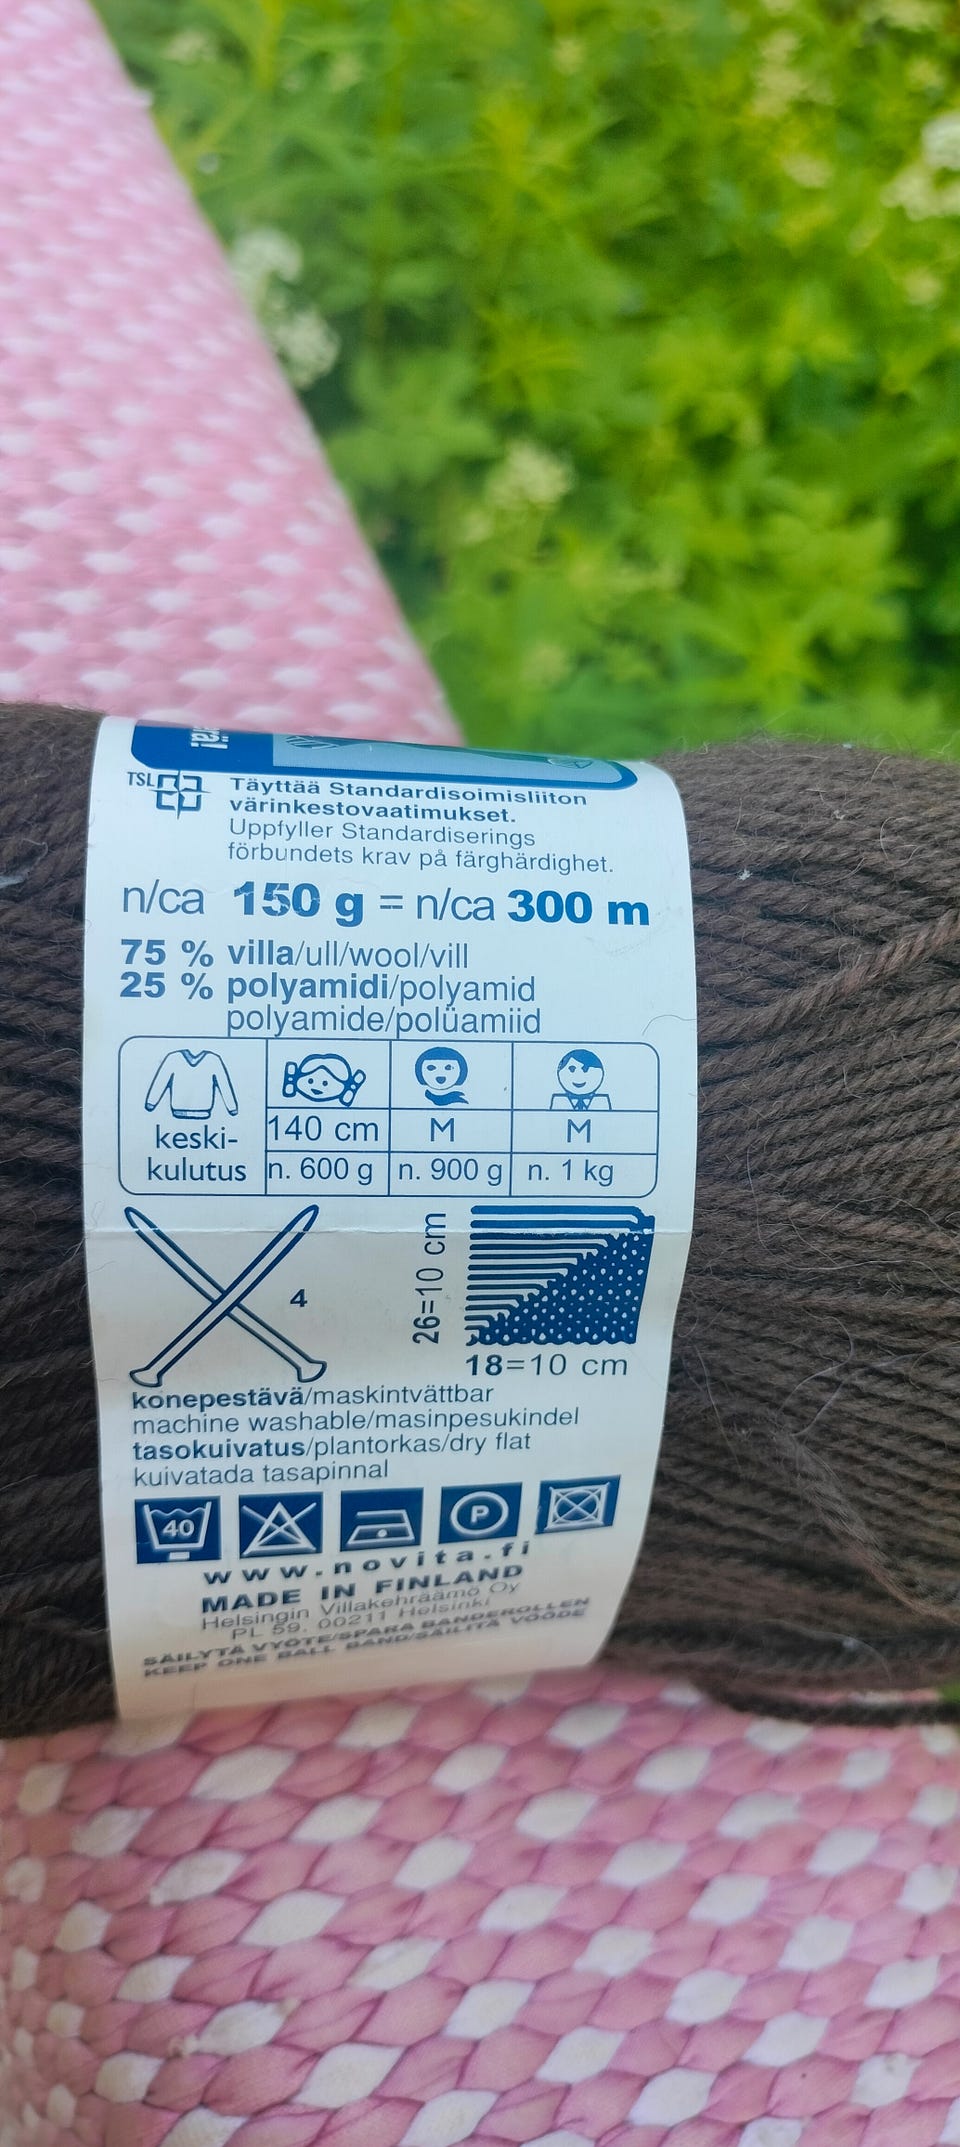 TSL
Täyttää Standardisoimisliiton
värinkestovaatimukset.
Uppfyller Standardiserings
förbundets krav på färghärdighet.
n/ca 150 g = n/ca 300 m
75 % villa/ull/wool/vill
25 % polyamidi/polyamid
polyamide/polüamiid
keski-
kulutus
140 cm M M
n. 600 g n. 900 g n. 1 kg
4
26=10 cm
18=10 cm
konepestävä/maskintvättbar
machine washable/masinpesukindel
tasokuivatus/plantorkas/dry flat
kuivatada tasapinnal
40 P
www.novita.fi
MADE IN FINLAND
Helsingin Villakehräämö Oy
PL 59, 00211 Helsinki
SÄILYTÄ VYÖTE/SPARA BANDEROLLEN
KEEP ONE BALL BAND/SÄILITA VÖÖDE